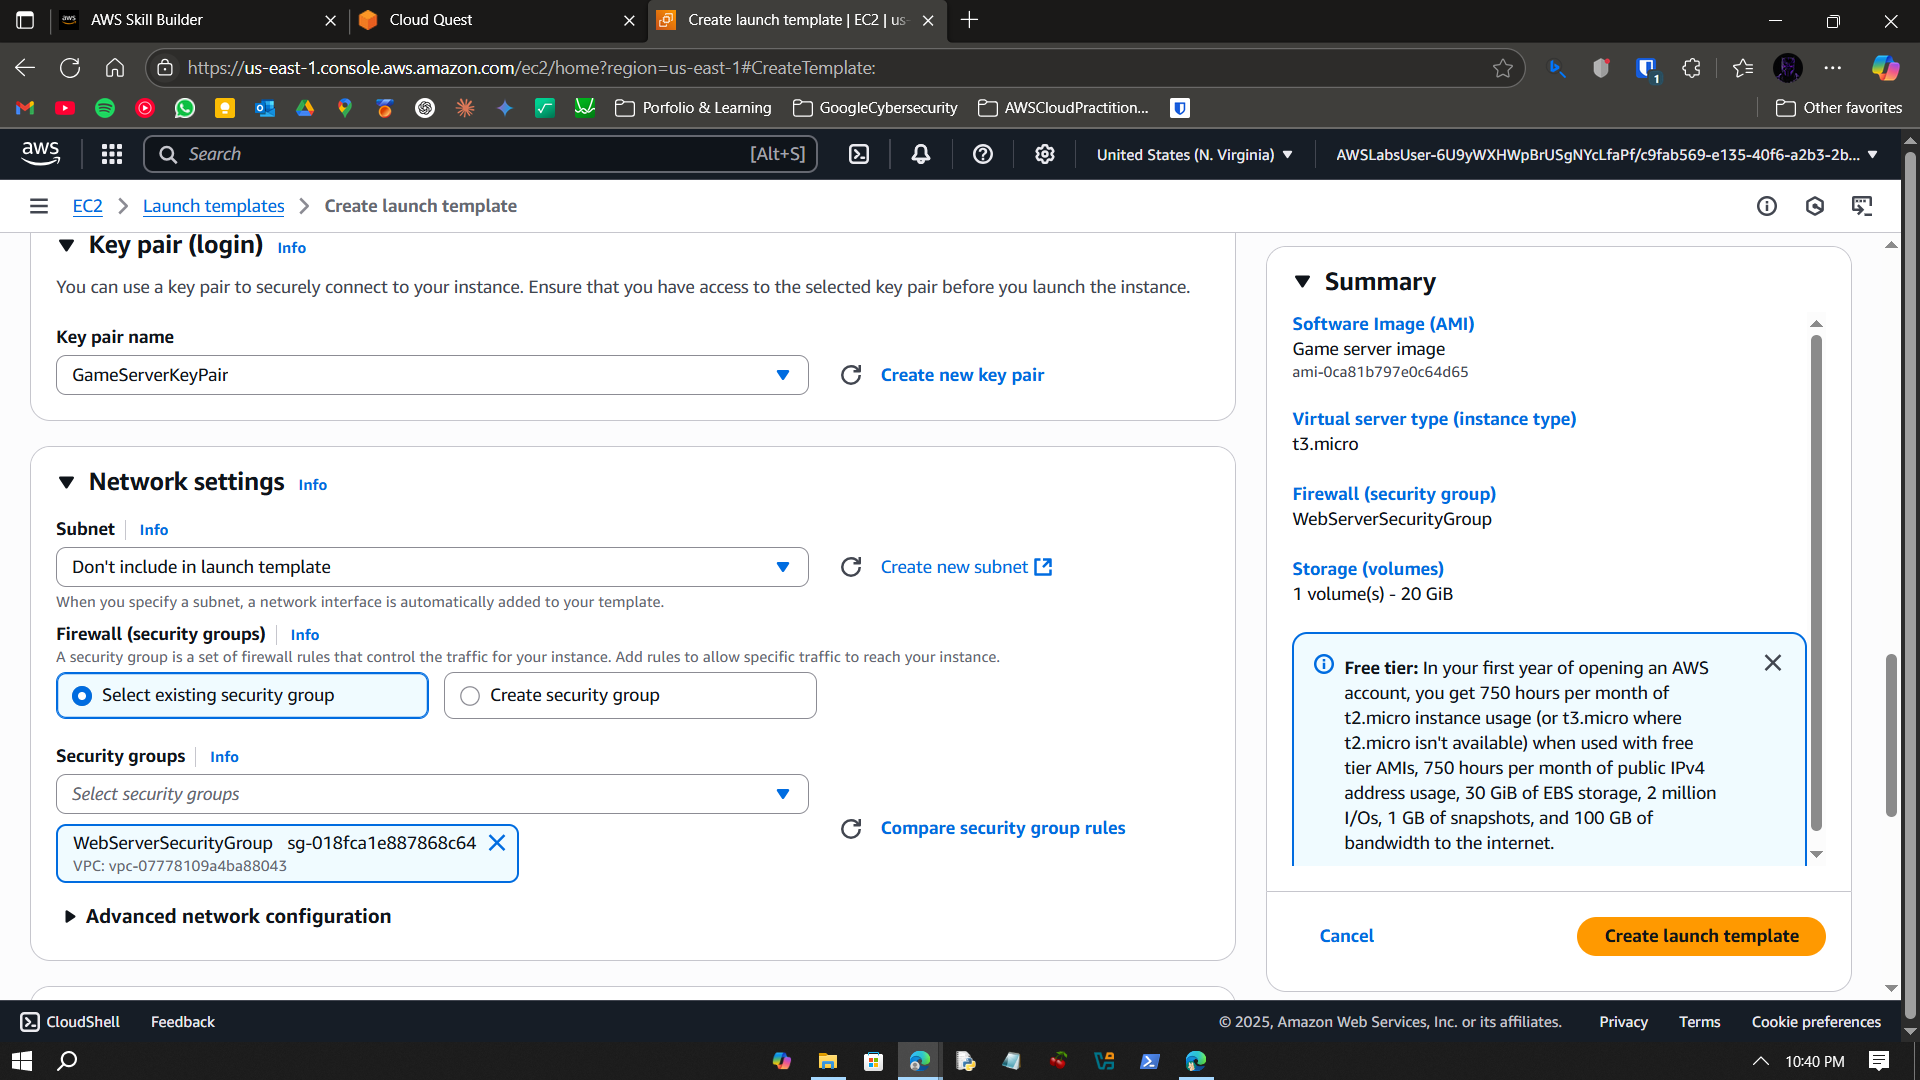 AWS Skill Builder
Cloud Quest
Create launch template | EC2 | us-
https://us-east-1.console.aws.amazon.com/ec2/home?region=us-east-1#CreateTemplate:
1
Porfolio & Learning
GoogleCybersecurity
AWSCloudPractition...
Other favorites
aws
Search
[Alt+S]
United States (N. Virginia)
AWSLabsUser-6U9yWXHWpBrUSgNYcLfaPf/c9fab569-e135-40f6-a2b3-2b...
EC2
Launch templates
Create launch template
Key pair (login) Info
You can use a key pair to securely connect to your instance. Ensure that you have access to the selected key pair before you launch the instance.
Key pair name
GameServerKeyPair
Create new key pair
Network settings Info
Subnet Info
Don't include in launch template
Create new subnet
When you specify a subnet, a network interface is automatically added to your template.
Firewall (security groups) Info
A security group is a set of firewall rules that control the traffic for your instance. Add rules to allow specific traffic to reach your instance.
Select existing security group
Create security group
Security groups Info
Select security groups
WebServerSecurityGroup sg-018fca1e887868c64
VPC: vpc-07778109a4ba88043
Compare security group rules
Advanced network configuration
Summary
Software Image (AMI)
Game server image
ami-0ca81b797e0c64d65
Virtual server type (instance type)
t3.micro
Firewall (security group)
WebServerSecurityGroup
Storage (volumes)
1 volume(s) - 20 GiB
Free tier: In your first year of opening an AWS
account, you get 750 hours per month of
t2.micro instance usage (or t3.micro where
t2.micro isn't available) when used with free
tier AMIs, 750 hours per month of public IPv4
address usage, 30 GiB of EBS storage, 2 million
I/Os, 1 GB of snapshots, and 100 GB of
bandwidth to the internet.
Cancel
Create launch template
CloudShell
Feedback
© 2025, Amazon Web Services, Inc. or its affiliates.
Privacy
Terms
Cookie preferences
10:40 PM